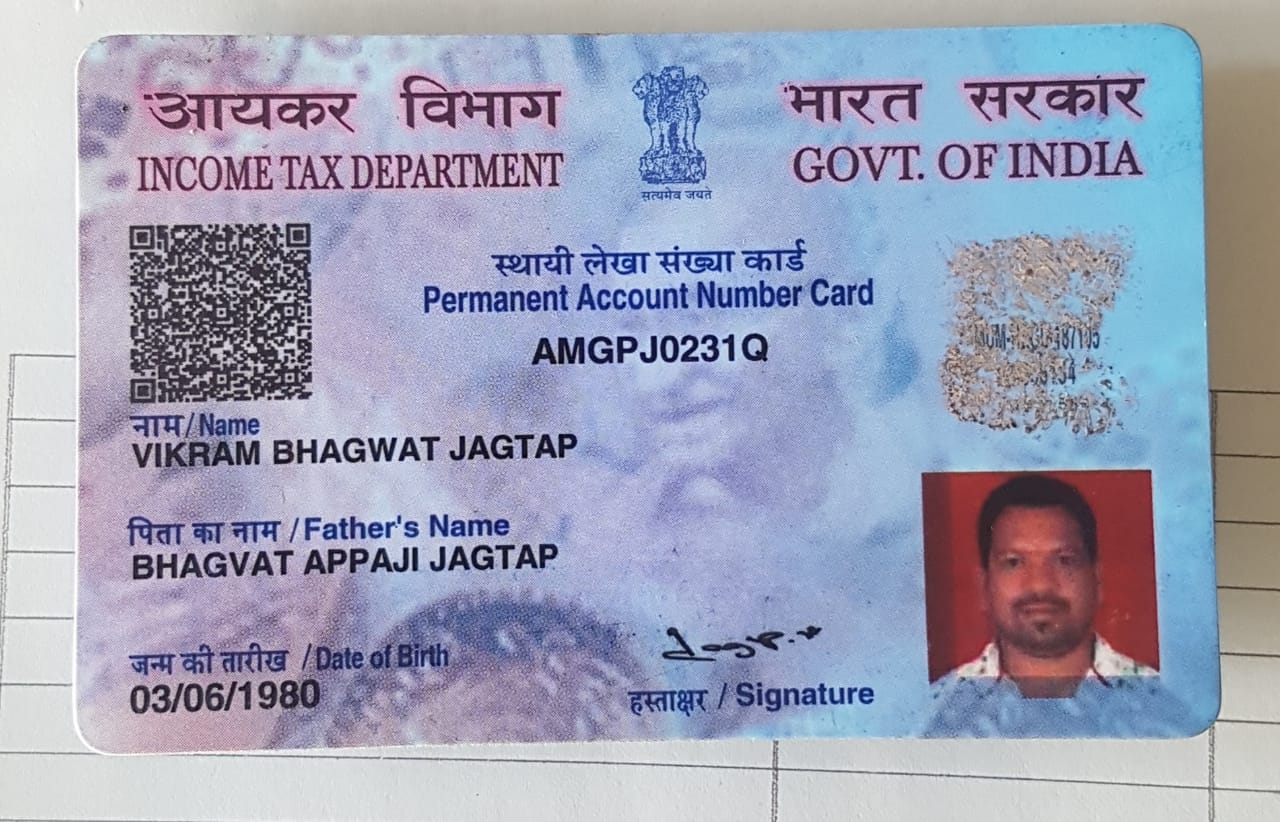 आयकर विभाग
INCOME TAX DEPARTMENT
सत्यमेव जयते
भारत सरकार
GOVT. OF INDIA
स्थायी लेखा संख्या कार्ड
Permanent Account Number Card
AMGPJ0231Q
नाम / Name
VIKRAM BHAGWAT JAGTAP
पिता का नाम / Father's Name
BHAGVAT APPAJI JAGTAP
जन्म की तारीख / Date of Birth
03/06/1980
हस्ताक्षर / Signature